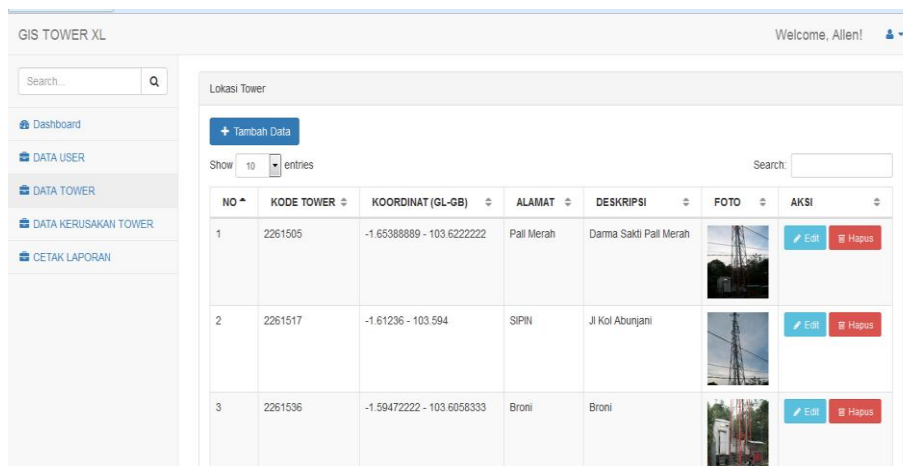 GIS TOWER XL
Welcome, Allen!
Search...
Dashboard
DATA USER
DATA TOWER
DATA KERUSAKAN TOWER
CETAK LAPORAN
Lokasi Tower
+ Tambah Data
Show 10 entries
Search:
NO KODE TOWER KOORDINAT (GL-GB) ALAMAT DESKRIPSI FOTO AKSI
1 2261505 -1.65388889 - 103.6222222 Pall Merah Darma Sakti Pall Merah Edit Hapus
2 2261517 -1.61236 - 103.594 SIPIN Jl Kol Abunjani Edit Hapus
3 2261536 -1.59472222 - 103.6058333 Broni Broni Edit Hapus